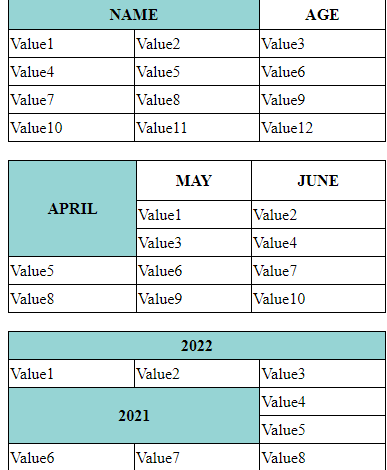 NAME AGE
Value1 Value2 Value3
Value4 Value5 Value6
Value7 Value8 Value9
Value10 Value11 Value12
APRIL MAY JUNE
Value1 Value2
Value3 Value4
Value5 Value6 Value7
Value8 Value9 Value10
2022
Value1 Value2 Value3
2021 Value4
Value5
Value6 Value7 Value8